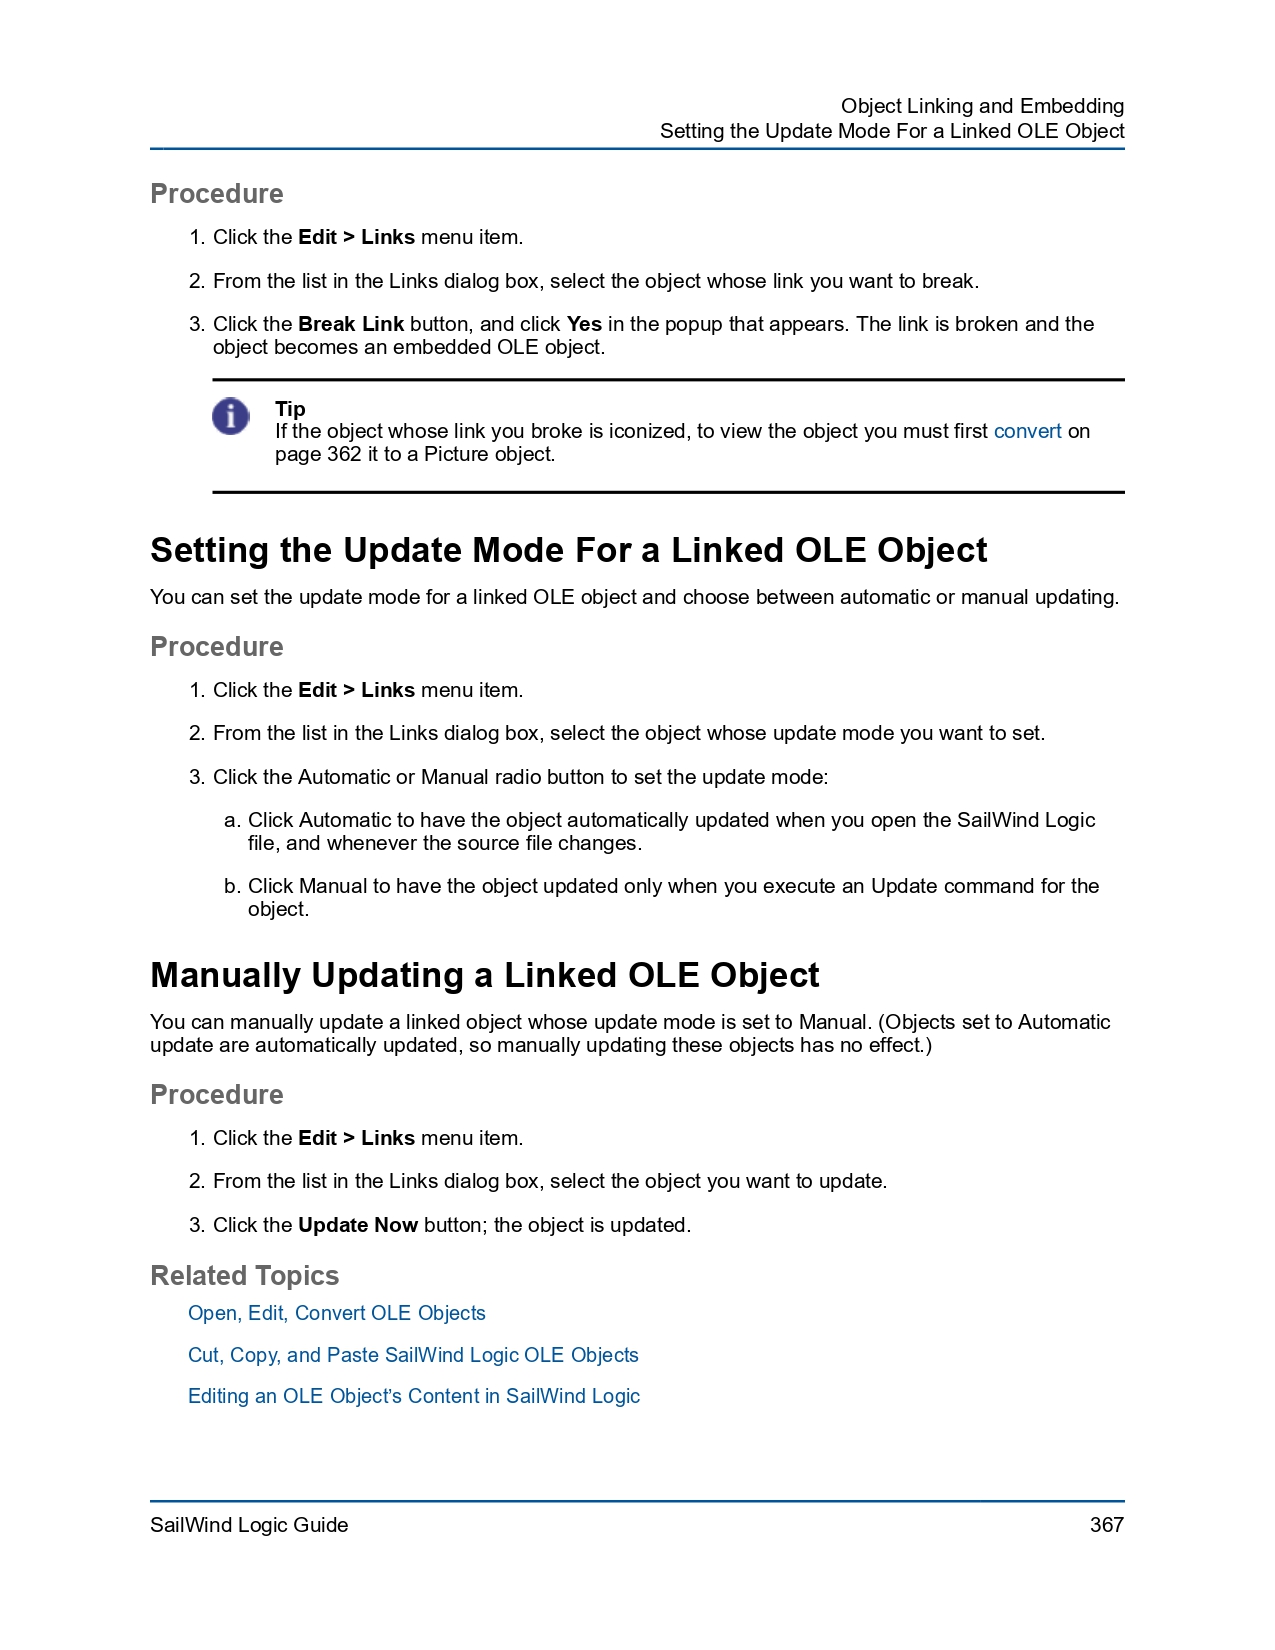 Object Linking and Embedding
Setting the Update Mode For a Linked OLE Object
Procedure
1. Click the Edit > Links menu item.
2. From the list in the Links dialog box, select the object whose link you want to break.
3. Click the Break Link button, and click Yes in the popup that appears. The link is broken and the
object becomes an embedded OLE object.
Tip
If the object whose link you broke is iconized, to view the object you must first convert on
page 362 it to a Picture object.
Setting the Update Mode For a Linked OLE Object
You can set the update mode for a linked OLE object and choose between automatic or manual updating.
Procedure
1. Click the Edit > Links menu item.
2. From the list in the Links dialog box, select the object whose update mode you want to set.
3. Click the Automatic or Manual radio button to set the update mode:
a. Click Automatic to have the object automatically updated when you open the SailWind Logic
file, and whenever the source file changes.
b. Click Manual to have the object updated only when you execute an Update command for the
object.
Manually Updating a Linked OLE Object
You can manually update a linked object whose update mode is set to Manual. (Objects set to Automatic
update are automatically updated, so manually updating these objects has no effect.)
Procedure
1. Click the Edit > Links menu item.
2. From the list in the Links dialog box, select the object you want to update.
3. Click the Update Now button; the object is updated.
Related Topics
Open, Edit, Convert OLE Objects
Cut, Copy, and Paste SailWind Logic OLE Objects
Editing an OLE Object’s Content in SailWind Logic
SailWind Logic Guide 367